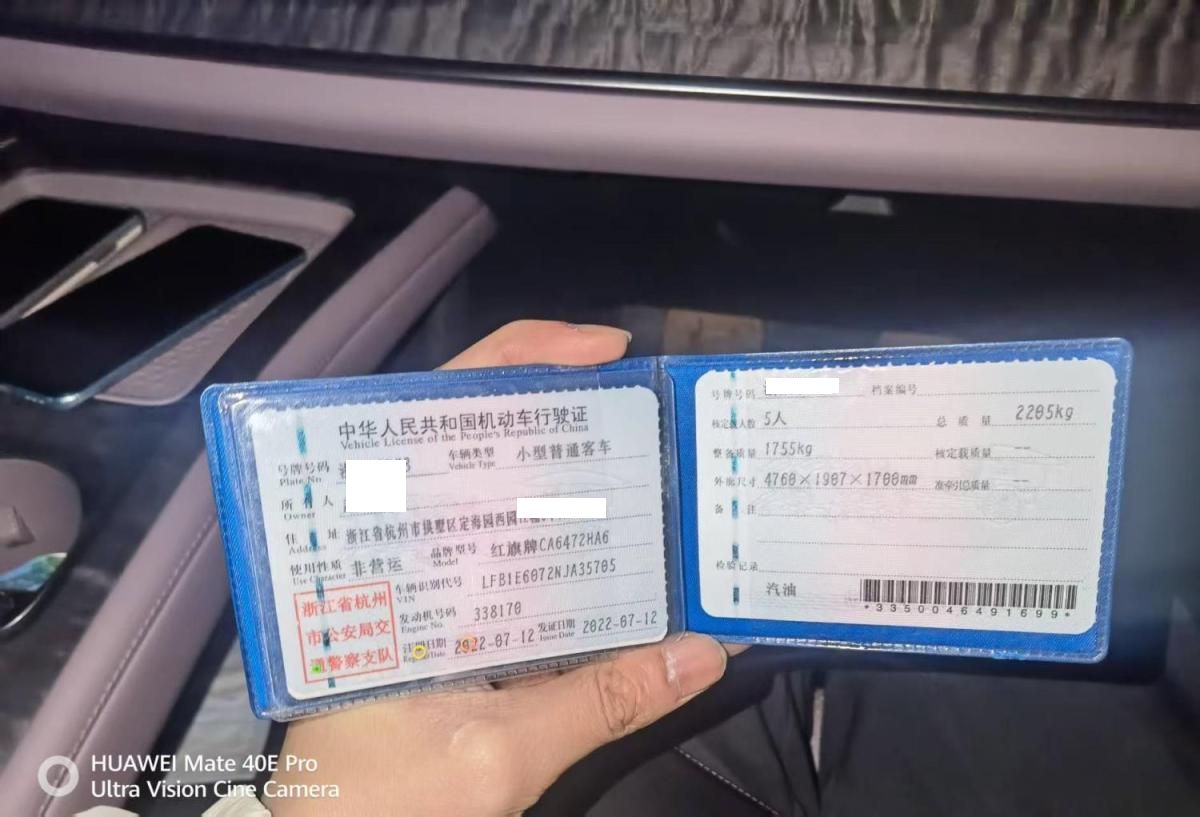 中华人民共和国机动车行驶证
Vehicle License of the People's Republic of China
号牌号码
Plate No.
车辆类型 小型普通客车
Vehicle Type
所有人
Owner
住址 浙江省杭州市拱墅区定海园西园
Address
使用性质 非营运
Use Character
品牌型号 红旗牌CA6472HA6
Model
车辆识别代号 LFB1E6072NJA35705
VIN
发动机号码 338170
Engine No.
注册日期 2022-07-12
Register Date
发证日期 2022-07-12
Issue Date
浙江省杭州
市公安局交
通警察支队
号牌号码 档案编号
核定载人数 5人 总质量 2205kg
整备质量 1755kg 核定载质量 --
外廓尺寸 4760×1907×1700mm 准牵引总质量 --
备注
检验记录
汽油
*3350046491699*
HUAWEI Mate 40E Pro
Ultra Vision Cine Camera